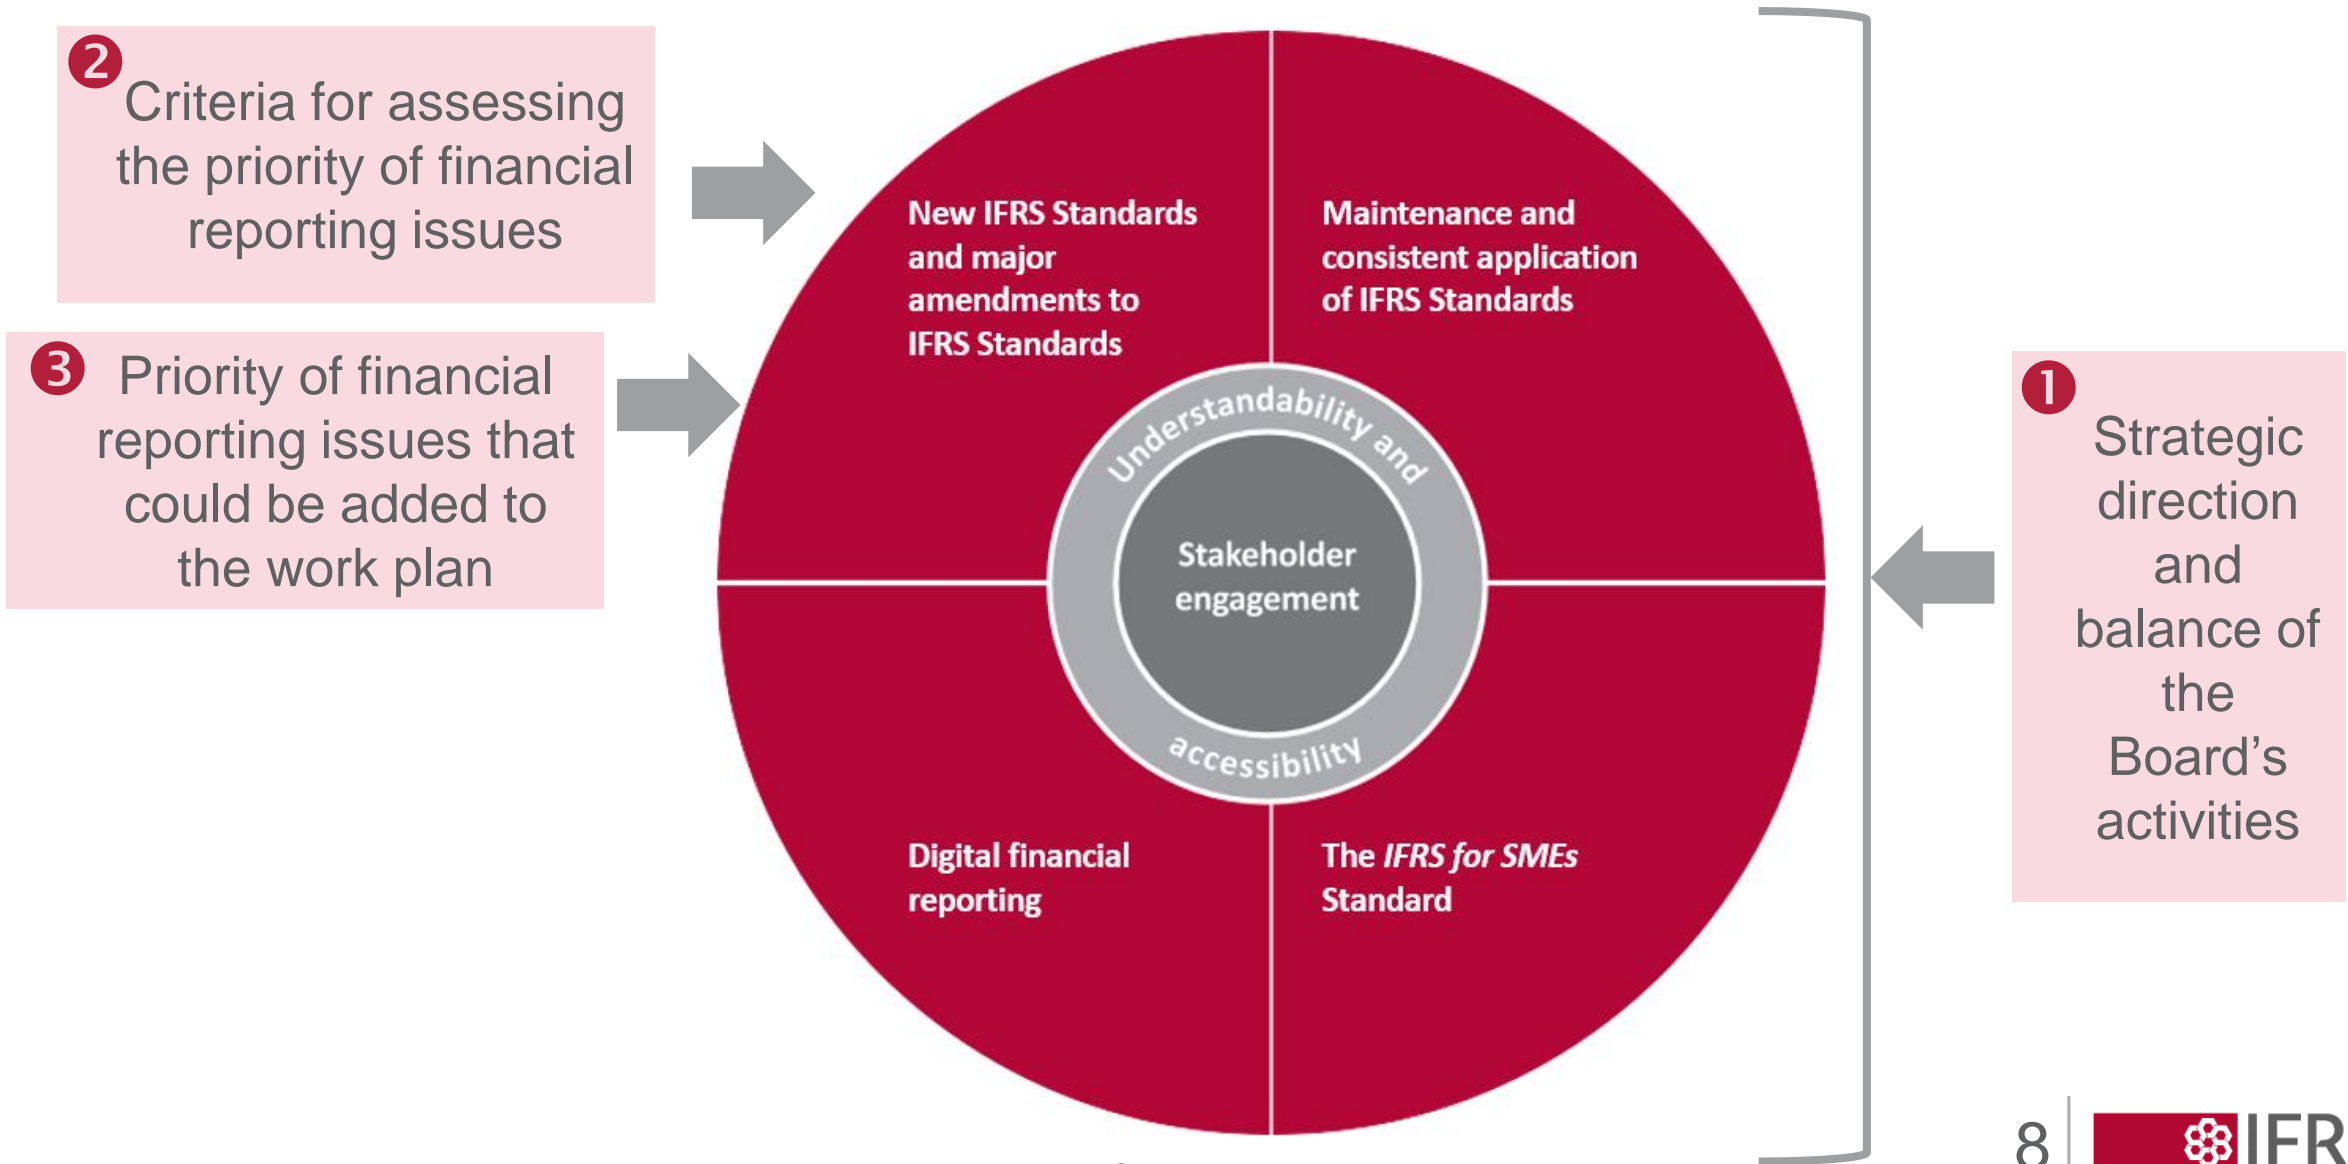 2
Criteria for assessing
the priority of financial
reporting issues
3 Priority of financial
reporting issues that
could be added to
the work plan
New IFRS Standards
and major
amendments to
IFRS Standards
Maintenance and
consistent application
of IFRS Standards
Understandability and
accessibility
Stakeholder
engagement
Digital financial
reporting
The IFRS for SMEs
Standard
1
Strategic
direction
and
balance of
the
Board’s
activities
8
IFR